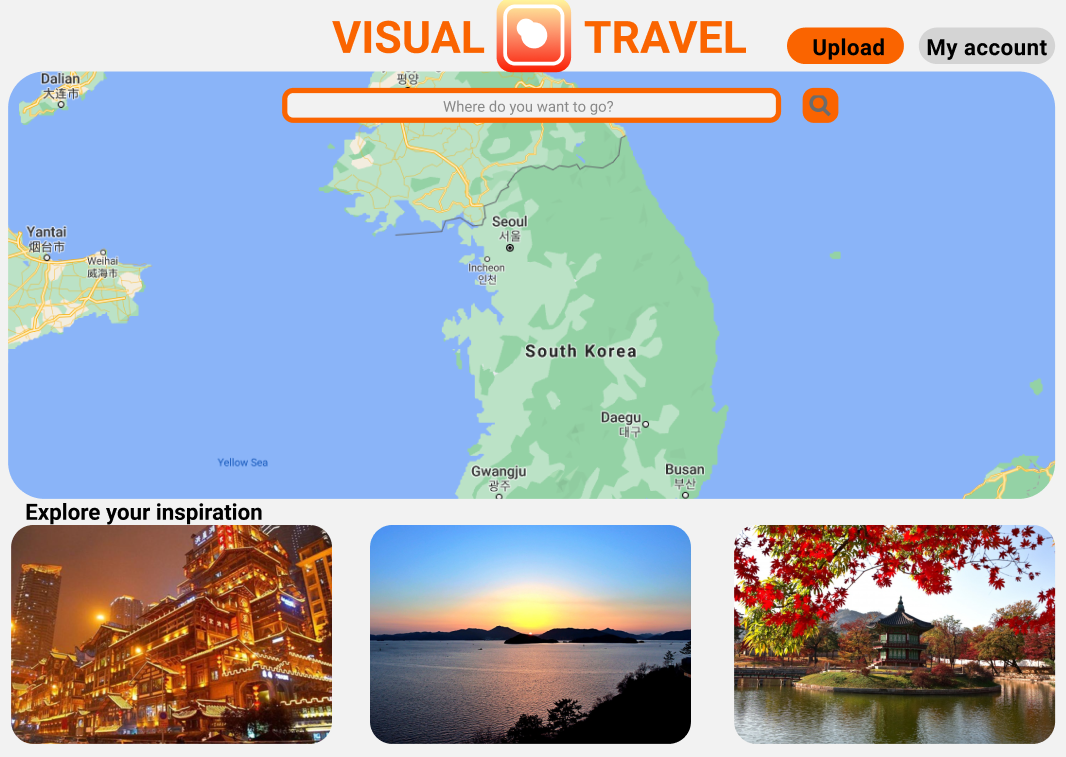 VISUAL TRAVEL
Upload
My account
Dalian
大连市
평양
Where do you want to go?
Seoul
서울
Yantai
烟台市
Weihai
威海市
Incheon
인천
South Korea
Daegu
대구
Yellow Sea
Gwangju
광주
Busan
부산
Explore your inspiration